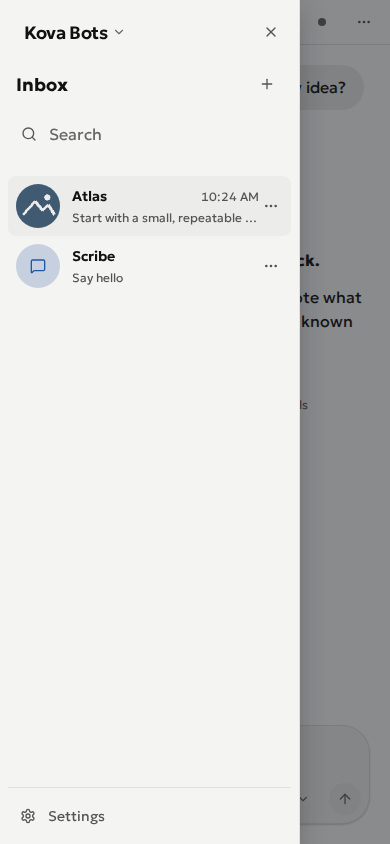 Kova Bots
Inbox
Search
Atlas 10:24 AM
Start with a small, repeatable ...
Scribe
Say hello
Settings
idea?
ck.
ote what
known
ls